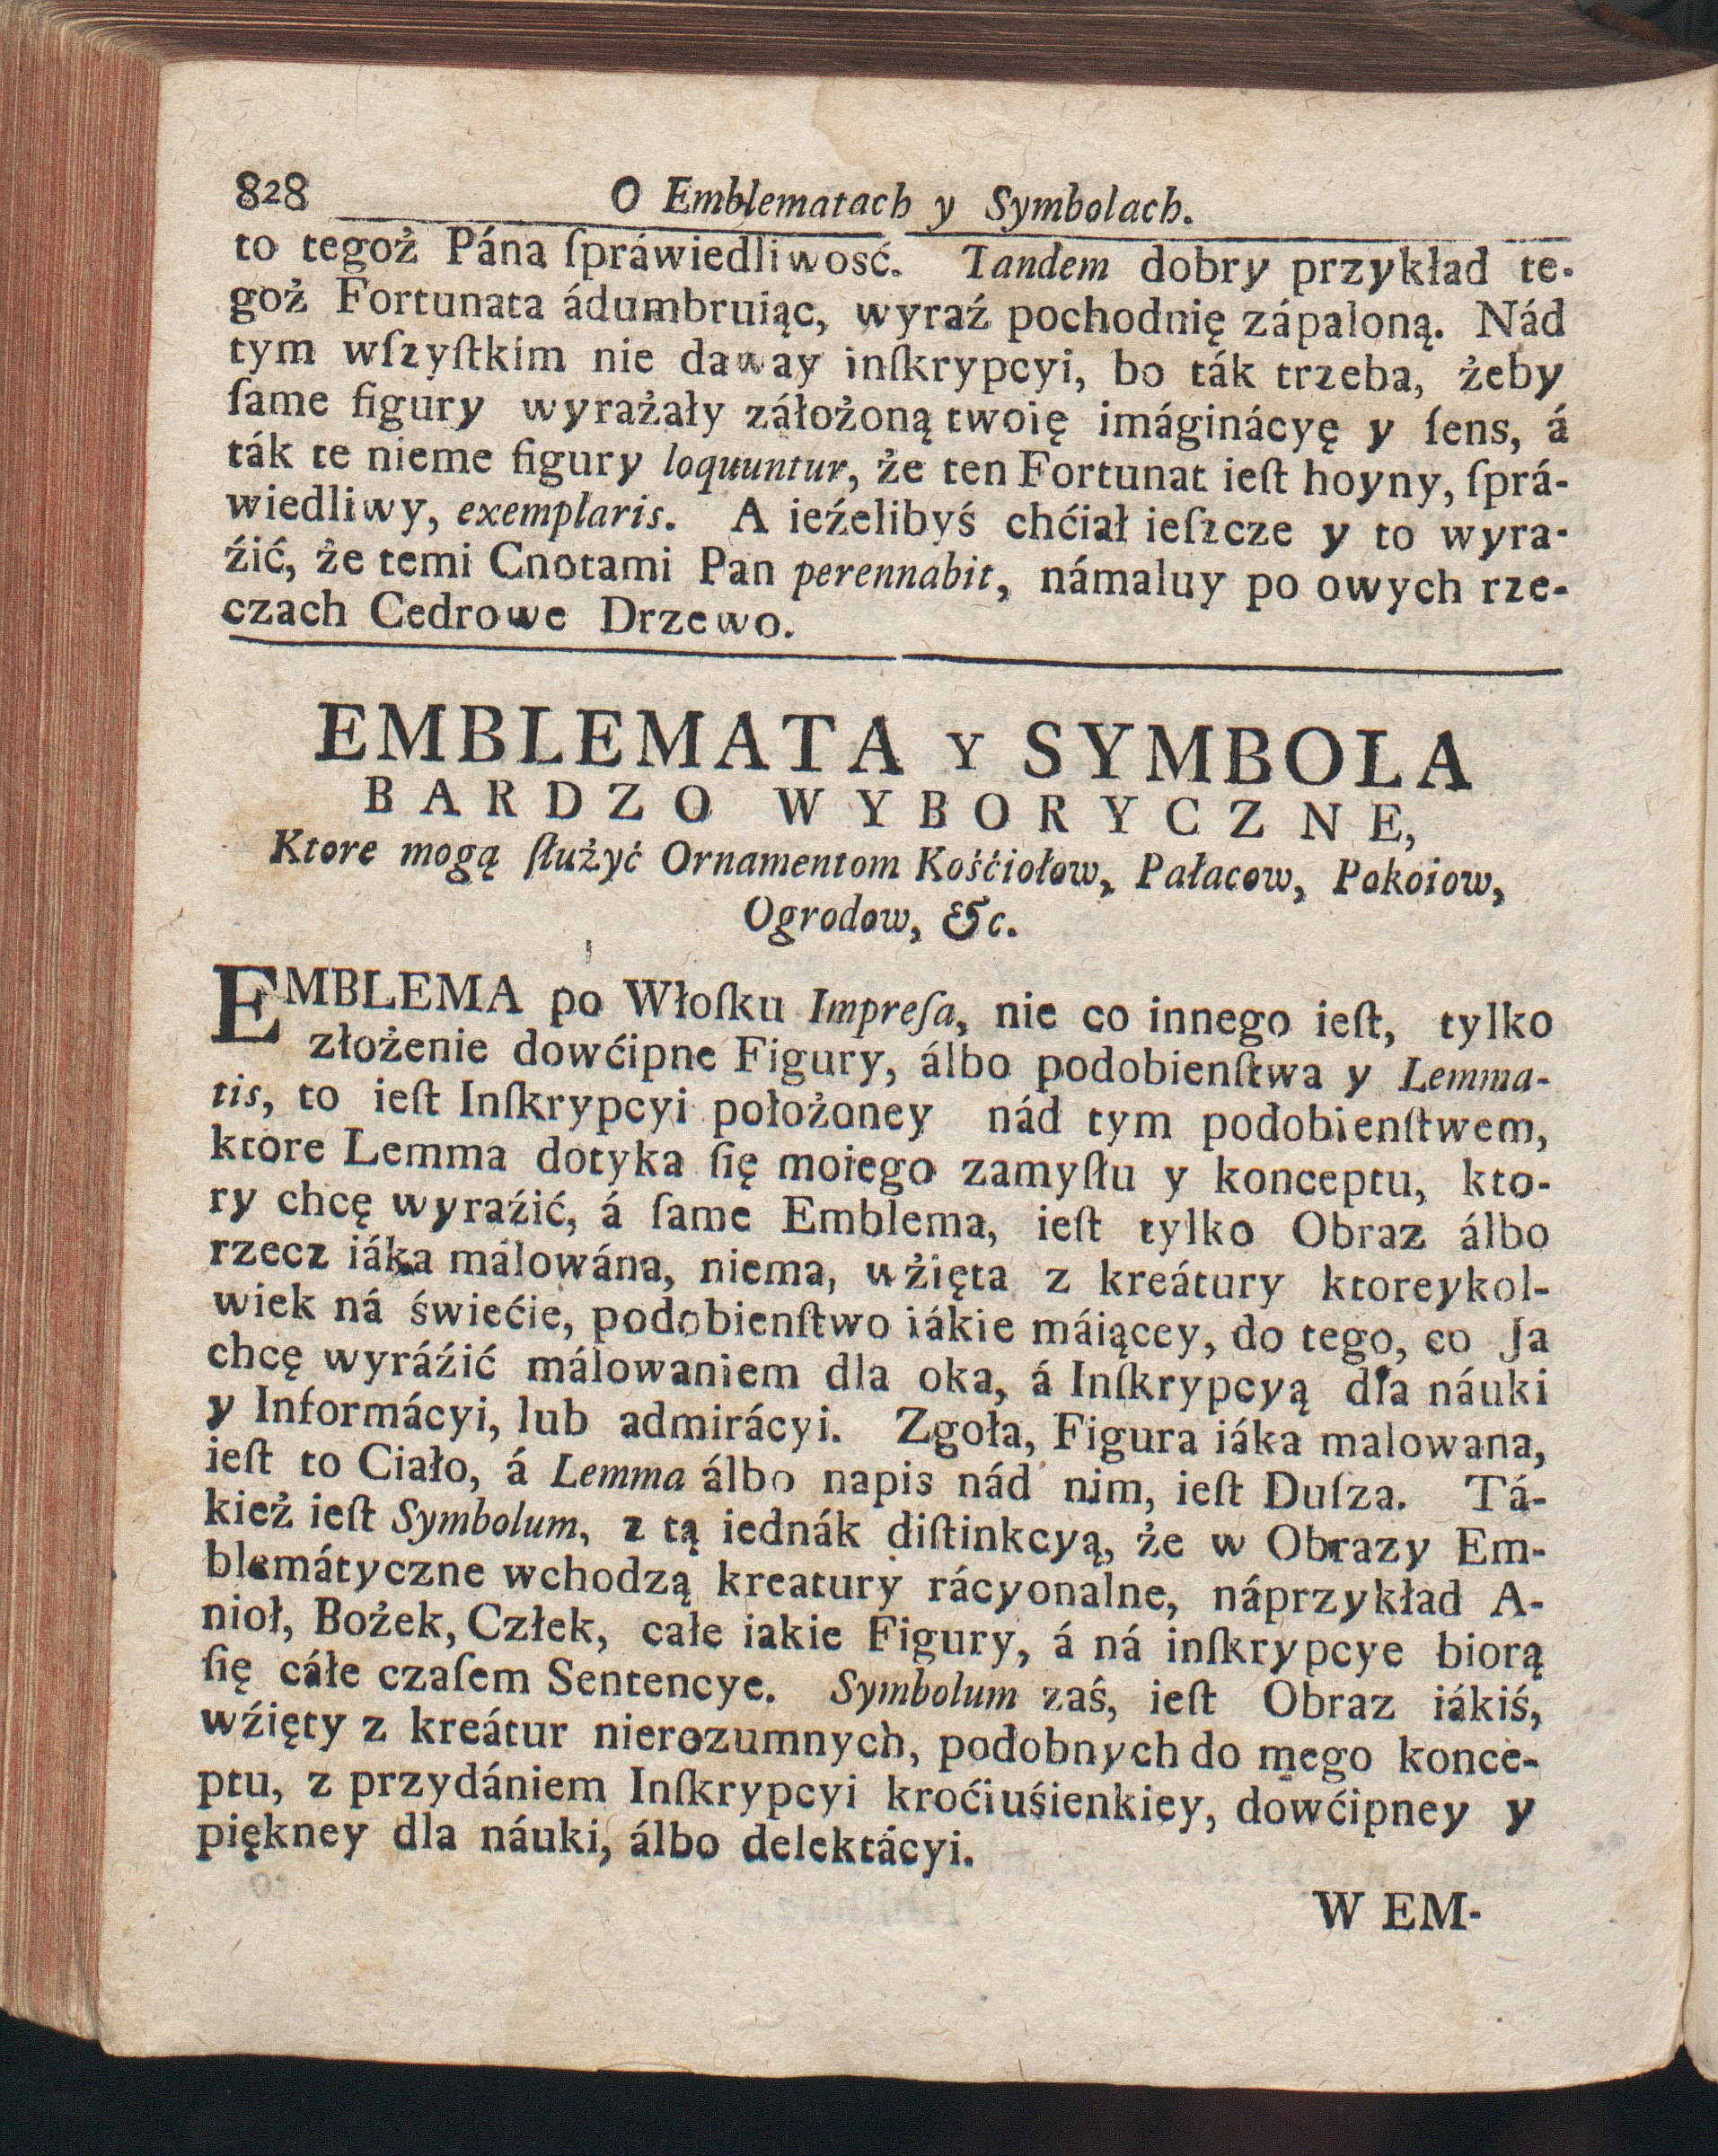 828 O Emblematach y Symbolach.
to tegoż Pána ſpráwiedliwosć. Tandem dobry przykład te-
goż Fortunata ádumbruiąc, wyraź pochodnię zápaloną. Nád
tym wſzyſtkim nie daway inſkrypcyi, bo ták trzeba, żeby
ſame figury wyrażały záłożoną twoię imáginácyę y ſens, á
ták te nieme figury loquuntur, że ten Fortunat ieſt hoyny, ſprá-
wiedliwy, exemplaris. A ieźelibyś chćiał ieſzcze y to wyra-
źić, że temi Cnotami Pan perennabit, námaluy po owych rze-
czach Cedrowe Drzewo.
EMBLEMATA Y SYMBOLA
BARDZO WYBORYCZNE,
Ktore mogą ſłużyć Ornamentom Kośćiołow, Pałacow, Pokoiow,
Ogrodow, &c.
EMBLEMA po Włoſku Impreſa, nie co innego ieſt, tylko
złożenie dowćipne Figury, álbo podobienſtwa y Lemma-
tis, to ieſt Inſkrypcyi położoney nád tym podobienſtwem,
ktore Lemma dotyka ſię moiego zamyſłu y konceptu, kto-
ry chcę wyraźić, á ſame Emblema, ieſt tylko Obraz álbo
rzecz iáka málowána, niema, wżięta z kreátury ktoreykol-
wiek ná świećie, podobienſtwo iákie máiącey, do tego, co Ja
chcę wyráźić málowaniem dla oka, á Inſkrypcyą dla náuki
y Informácyi, lub admirácyi. Zgoła, Figura iáka malowana,
ieſt to Ciało, á Lemma álbo napis nád nim, ieſt Duſza. Tá-
kież ieſt Symbolum, z tą iednák diſtinkcyą, że w Obrazy Em-
blemátyczne wchodzą kreatury rácyonalne, náprzykład A-
nioł, Bożek, Człek, całe iakie Figury, á ná inſkrypcye biorą
ſię cáłe czaſem Sentencye. Symbolum zaś, ieſt Obraz iákiś,
wźięty z kreátur nierozumnych, podobnych do mego konce-
ptu, z przydániem Inſkrypcyi kroćiuśienkiey, dowćipney y
piękney dla náuki, álbo delektácyi.
W EM-